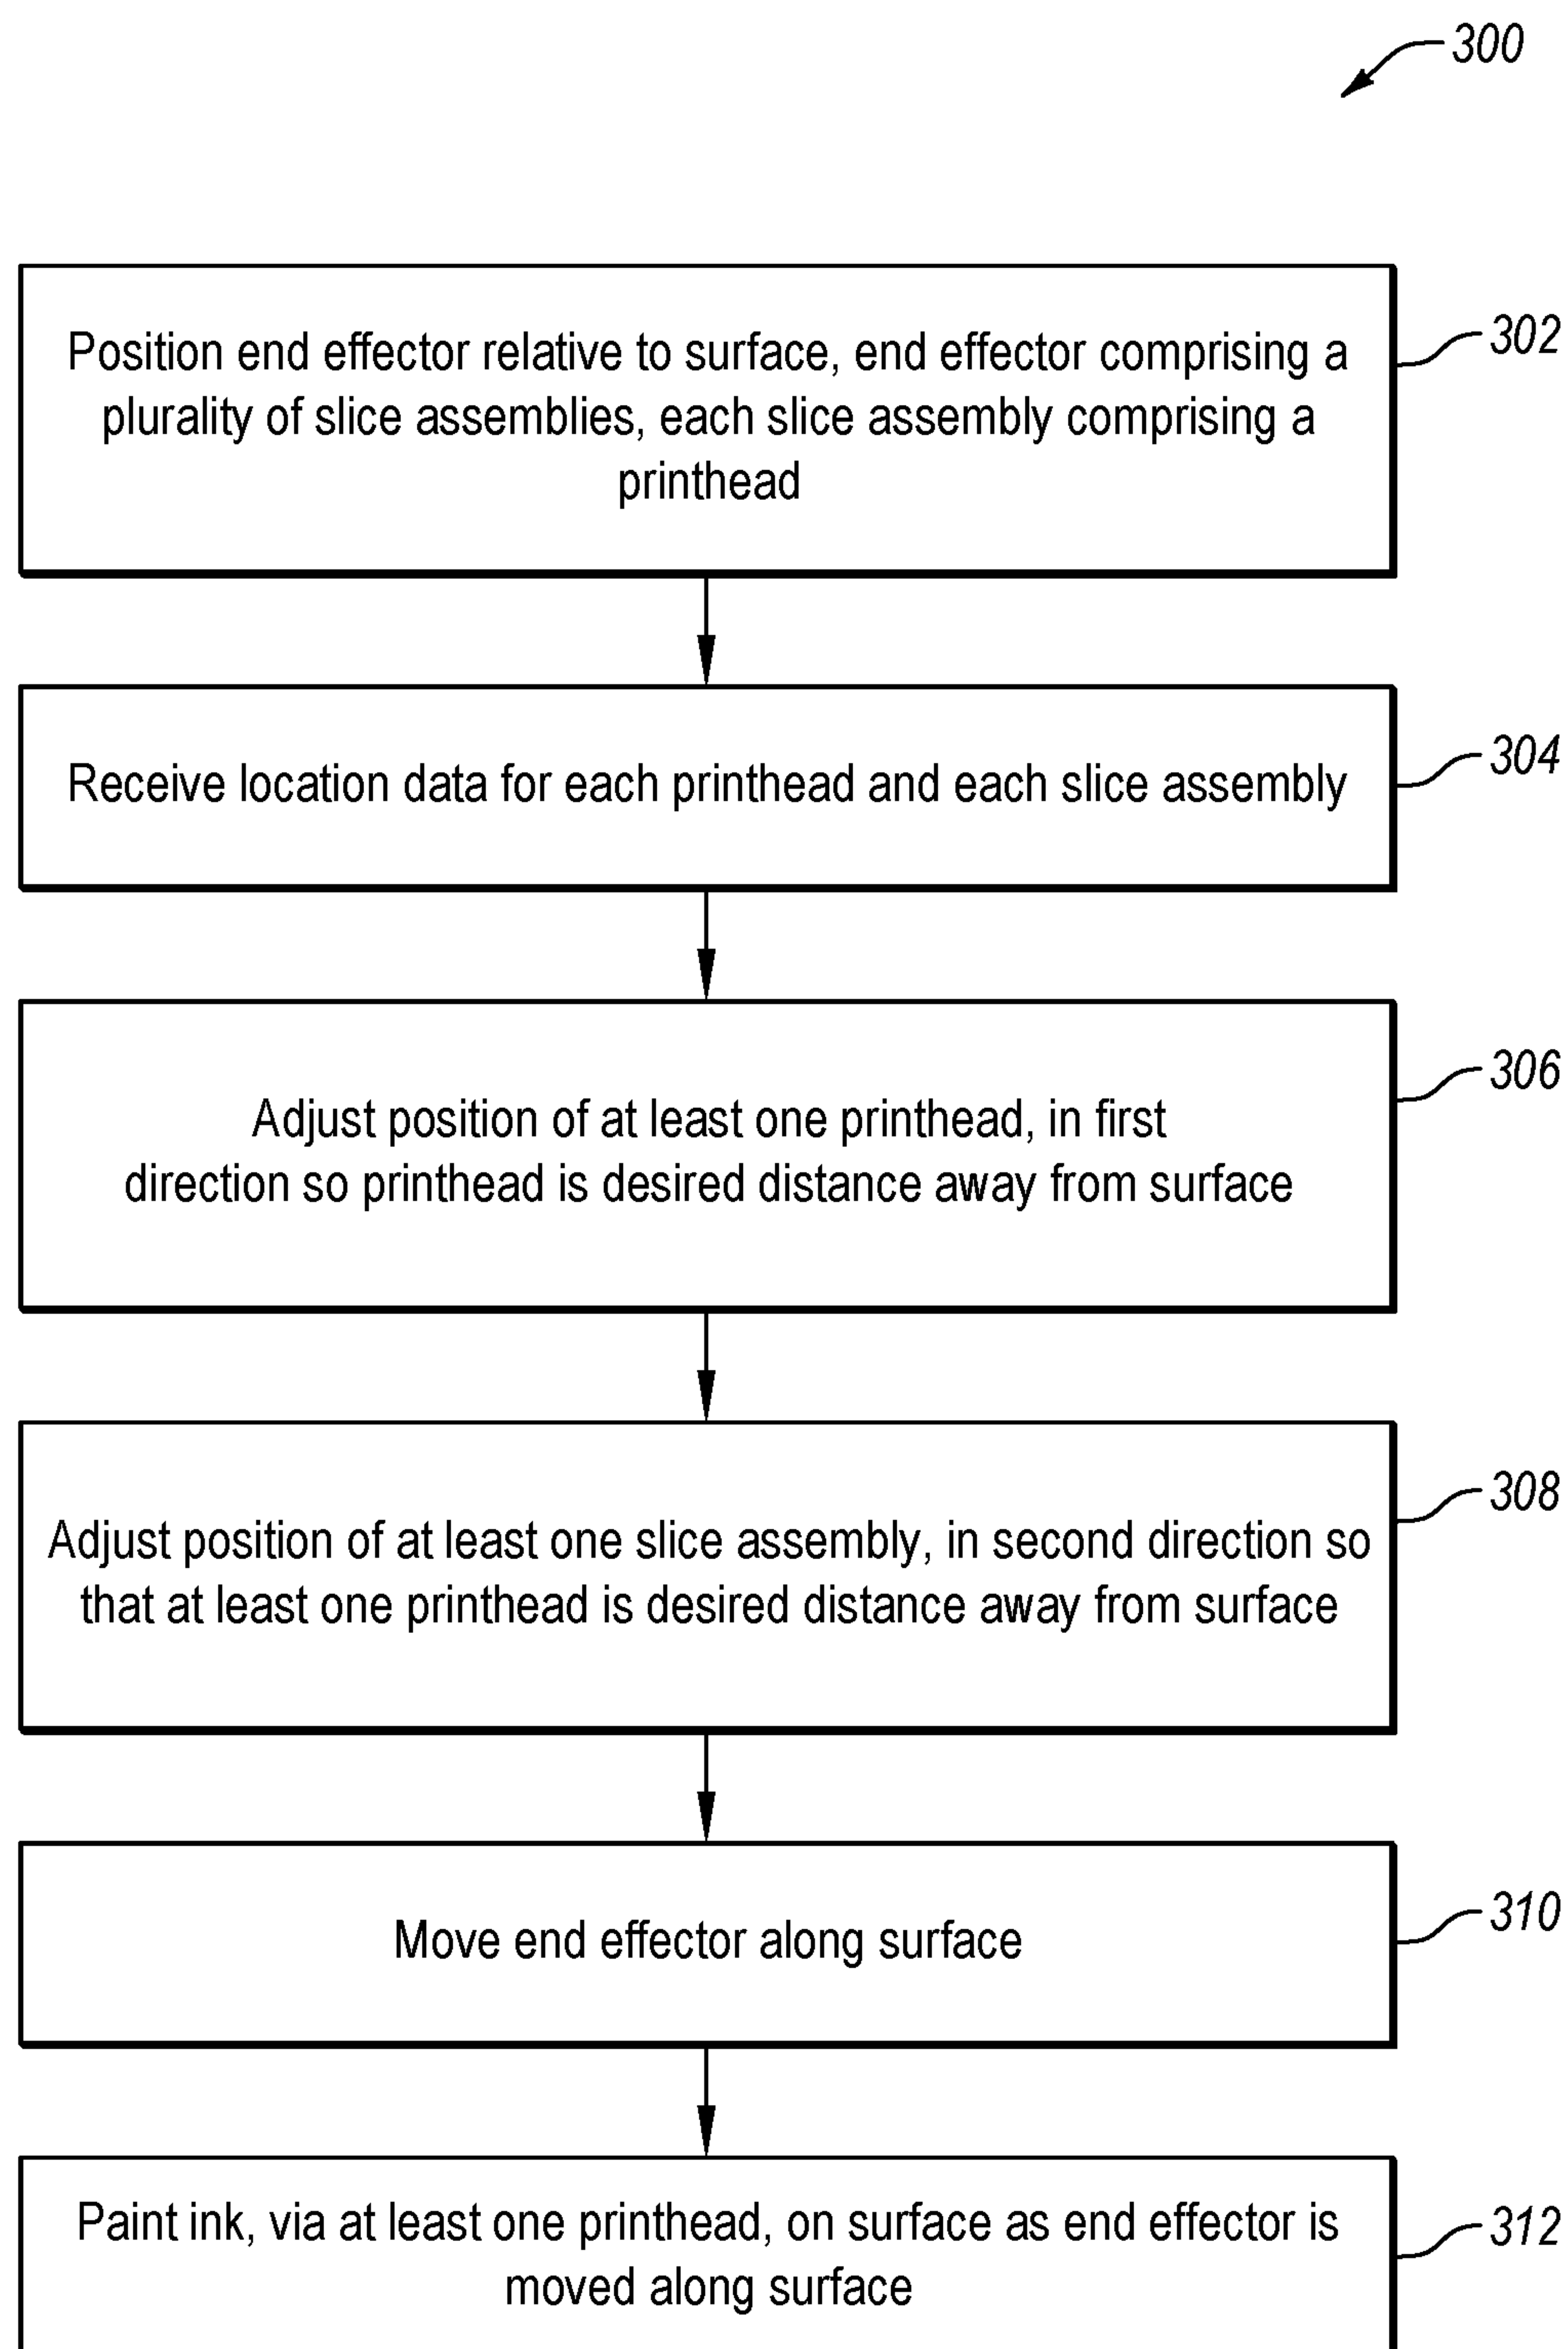 300
Position end effector relative to surface, end effector comprising a
plurality of slice assemblies, each slice assembly comprising a
printhead
302
Receive location data for each printhead and each slice assembly
304
Adjust position of at least one printhead, in first
direction so printhead is desired distance away from surface
306
Adjust position of at least one slice assembly, in second direction so
that at least one printhead is desired distance away from surface
308
Move end effector along surface
310
Paint ink, via at least one printhead, on surface as end effector is
moved along surface
312